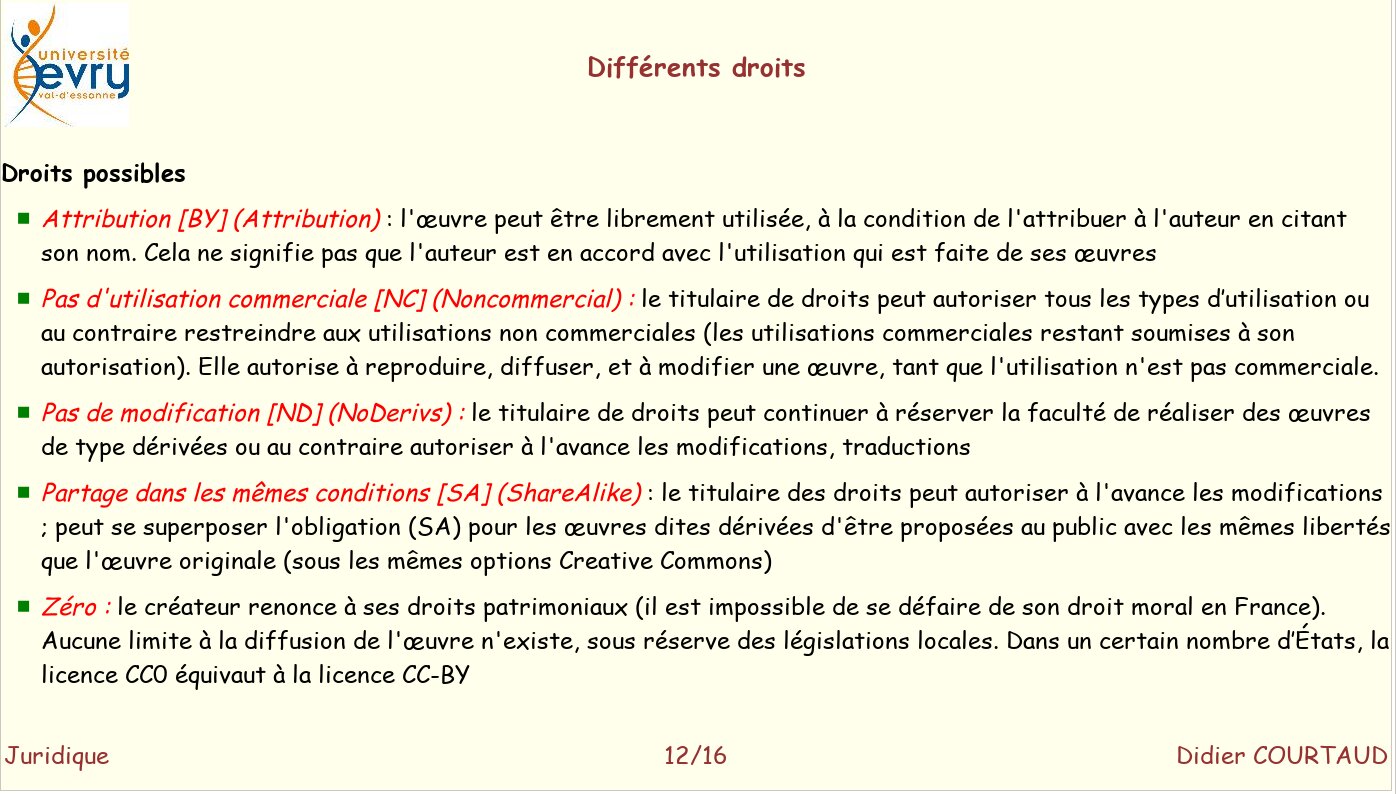 université
evry
val-d'essonne
Différents droits
Droits possibles
Attribution [BY] (Attribution) : l'œuvre peut être librement utilisée, à la condition de l'attribuer à l'auteur en citant
son nom. Cela ne signifie pas que l'auteur est en accord avec l'utilisation qui est faite de ses œuvres
Pas d'utilisation commerciale [NC] (Noncommercial) : le titulaire de droits peut autoriser tous les types d’utilisation ou
au contraire restreindre aux utilisations non commerciales (les utilisations commerciales restant soumises à son
autorisation). Elle autorise à reproduire, diffuser, et à modifier une œuvre, tant que l'utilisation n'est pas commerciale.
Pas de modification [ND] (NoDerivs) : le titulaire de droits peut continuer à réserver la faculté de réaliser des œuvres
de type dérivées ou au contraire autoriser à l'avance les modifications, traductions
Partage dans les mêmes conditions [SA] (ShareAlike) : le titulaire des droits peut autoriser à l'avance les modifications
; peut se superposer l'obligation (SA) pour les œuvres dites dérivées d'être proposées au public avec les mêmes libertés
que l'œuvre originale (sous les mêmes options Creative Commons)
Zéro : le créateur renonce à ses droits patrimoniaux (il est impossible de se défaire de son droit moral en France).
Aucune limite à la diffusion de l'œuvre n'existe, sous réserve des législations locales. Dans un certain nombre d’États, la
licence CC0 équivaut à la licence CC-BY
Juridique
12/16
Didier COURTAUD